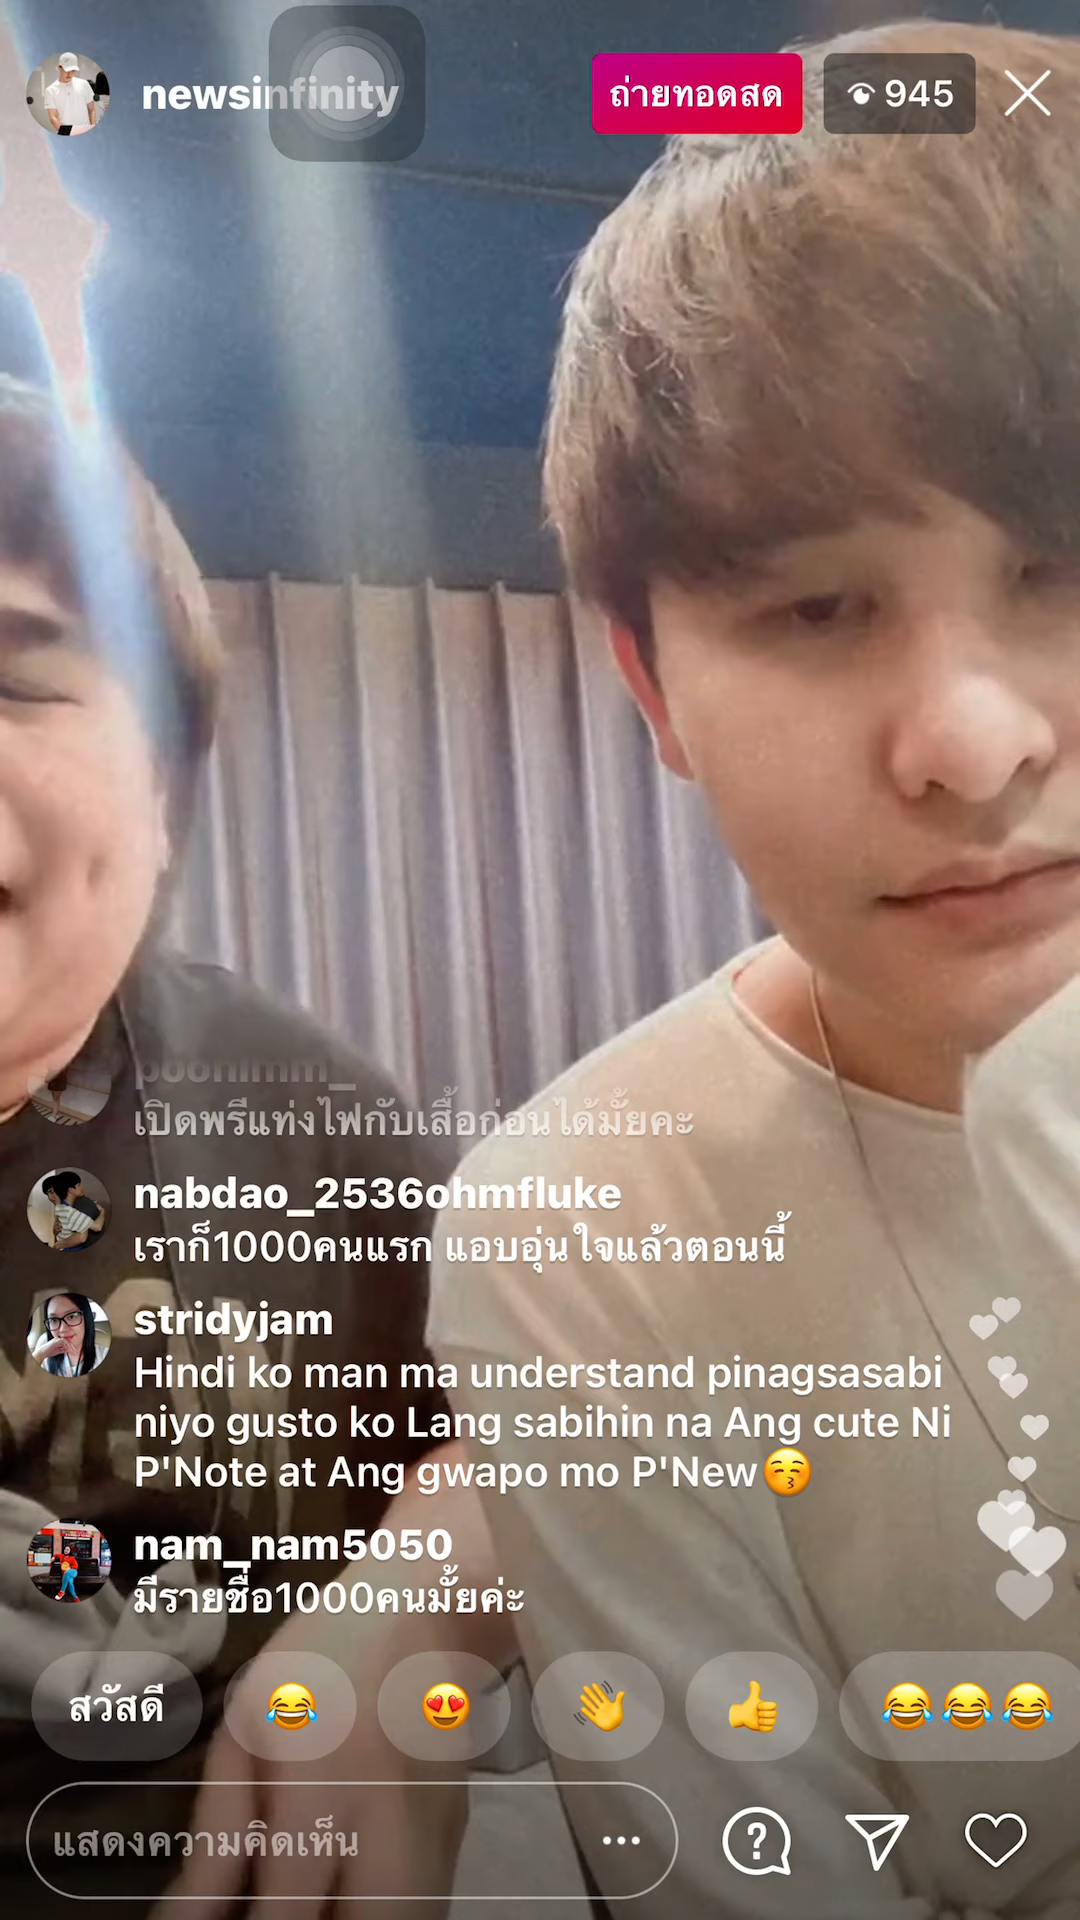 newsinfinity
ถ่ายทอดสด
945
poonimm_
เปิดพรีแท่งไฟกับเสื้อก่อนได้มั้ยคะ
nabdao_2536ohmfluke
เราก็1000คนแรก แอบอุ่นใจแล้วตอนนี้
stridyjam
Hindi ko man ma understand pinagsasabi
niyo gusto ko Lang sabihin na Ang cute Ni
P'Note at Ang gwapo mo P'New😚
nam_nam5050
มีรายชื่อ1000คนมั้ยค่ะ
สวัสดี 😂 😍 👋 👍 😂😂😂
แสดงความคิดเห็น